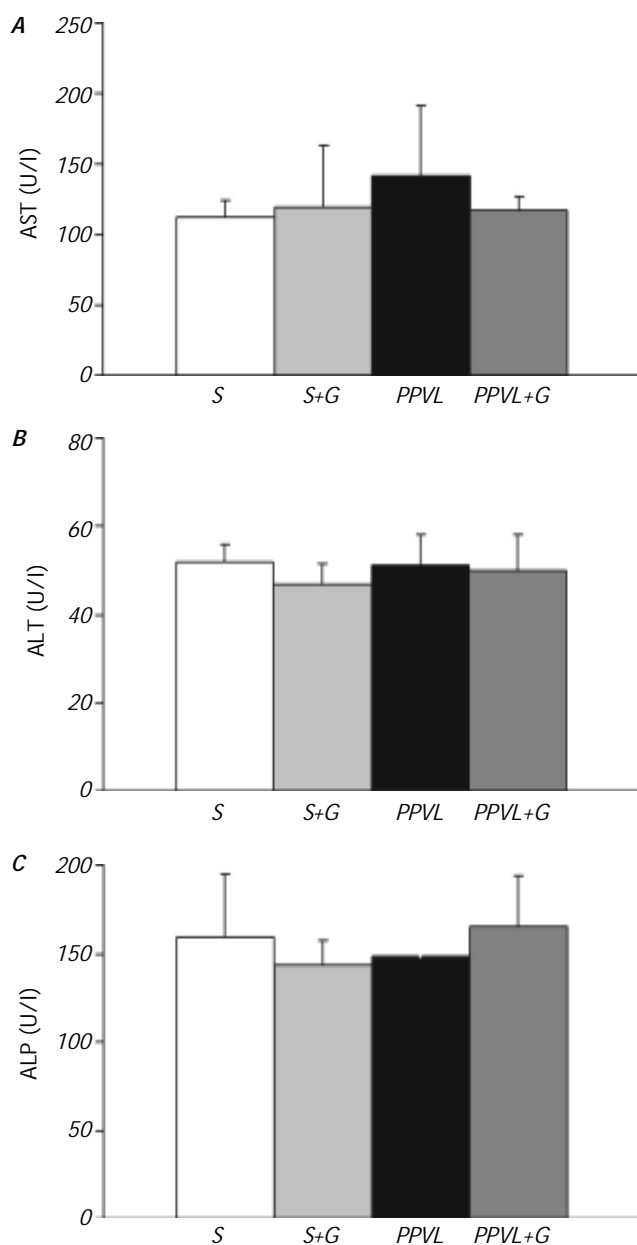 A
AST (U/I)
250
200
150
100
50
0
S S+G PPVL PPVL+G
B
ALT (U/I)
80
60
40
20
0
S S+G PPVL PPVL+G
C
ALP (U/I)
200
150
100
50
0
S S+G PPVL PPVL+G